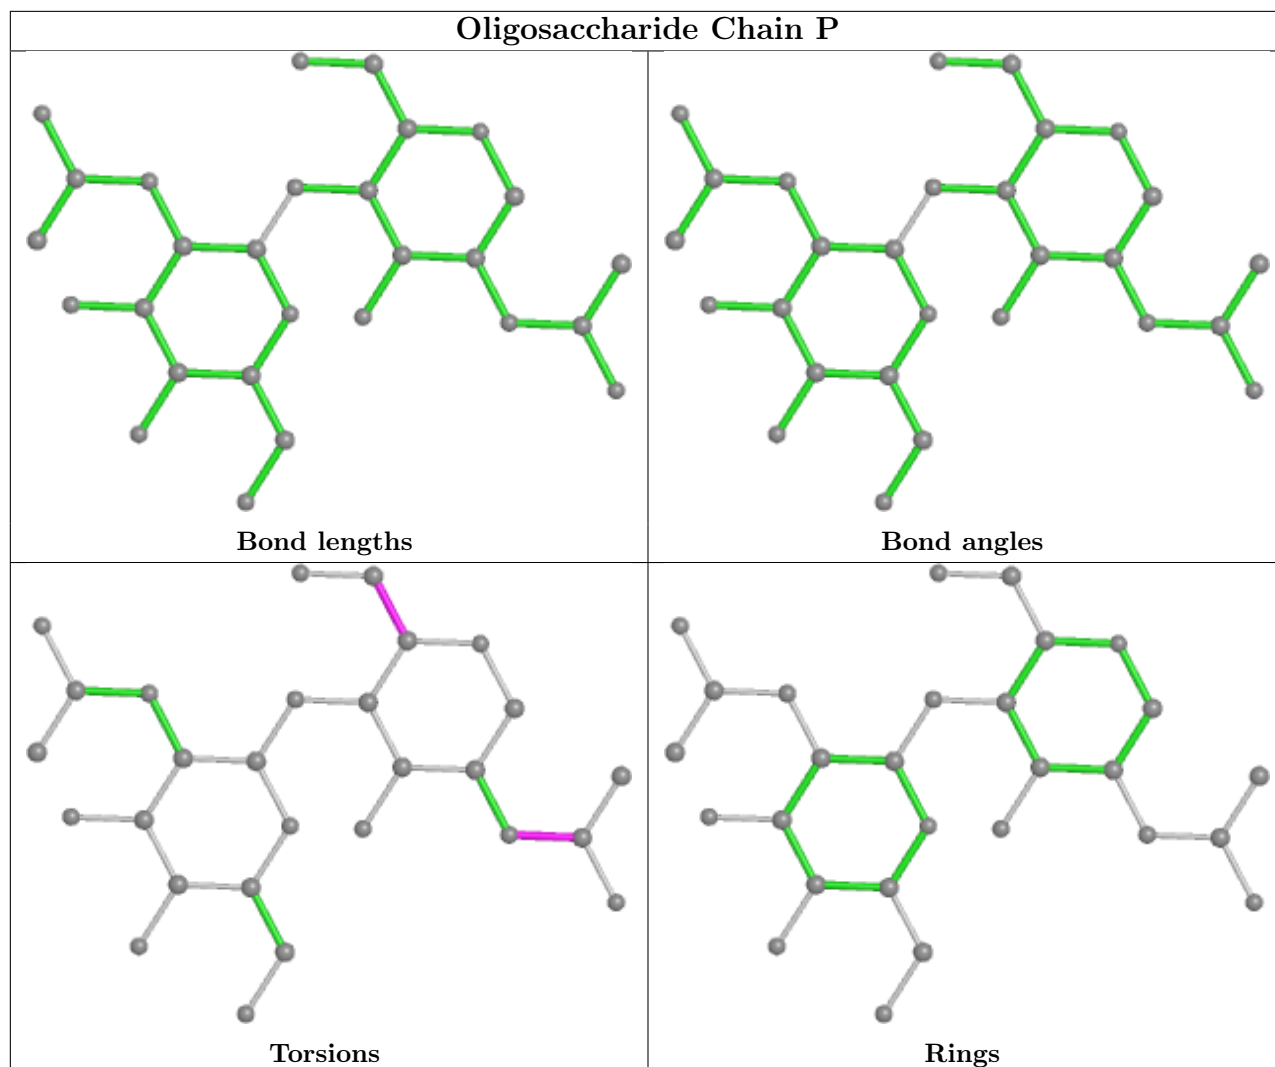 Oligosaccharide Chain P
Bond lengths
Bond angles
Torsions
Rings